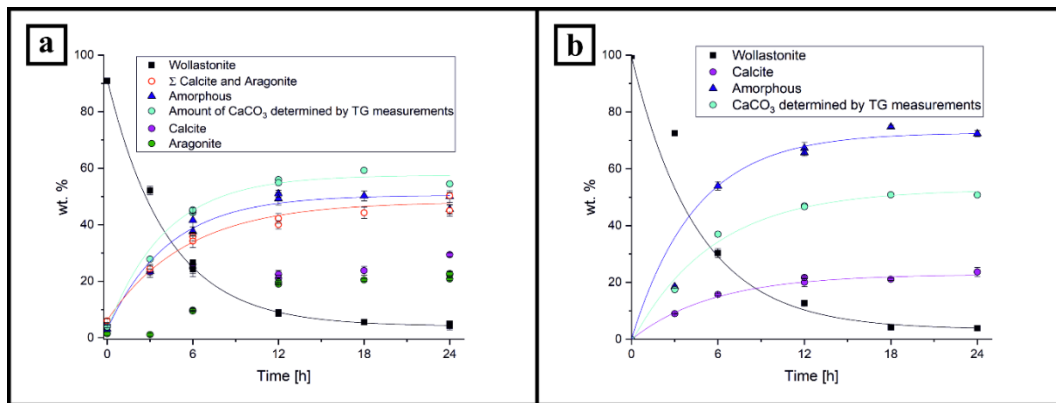 a
100
80
60
40
20
0
wt. %
Wollastonite
Σ Calcite and Aragonite
Amorphous
Amount of CaCO₃ determined by TG measurements
Calcite
Aragonite
0 6 12 18 24
Time [h]
b
100
80
60
40
20
0
wt. %
Wollastonite
Calcite
Amorphous
CaCO₃ determined by TG measurements
0 6 12 18 24
Time [h]